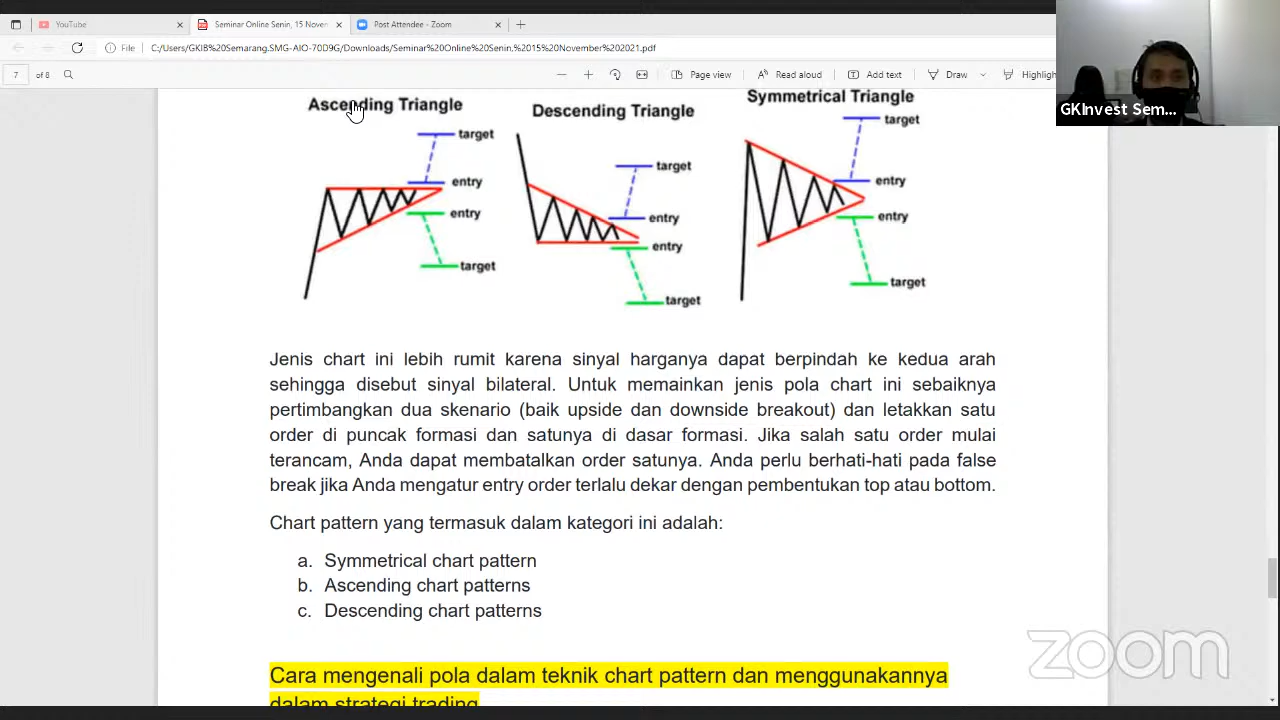 YouTube
Seminar Online Senin, 15 Nover
Post Attendee - Zoom
File
C:/Users/GKIB%20Semarang.SMG-AIO-70D9G/Downloads/Seminar%20Online%20Senin,%2015%20November%202021.pdf
7 of 8
Page view
Read aloud
Add text
Draw
Highligh
GKInvest Sem...
Ascending Triangle
Descending Triangle
Symmetrical Triangle
target
entry
entry
target
target
entry
entry
target
target
entry
entry
target
Jenis chart ini lebih rumit karena sinyal harganya dapat berpindah ke kedua arah
sehingga disebut sinyal bilateral. Untuk memainkan jenis pola chart ini sebaiknya
pertimbangkan dua skenario (baik upside dan downside breakout) dan letakkan satu
order di puncak formasi dan satunya di dasar formasi. Jika salah satu order mulai
terancam, Anda dapat membatalkan order satunya. Anda perlu berhati-hati pada false
break jika Anda mengatur entry order terlalu dekar dengan pembentukan top atau bottom.
Chart pattern yang termasuk dalam kategori ini adalah:
a. Symmetrical chart pattern
b. Ascending chart patterns
c. Descending chart patterns
Cara mengenali pola dalam teknik chart pattern dan menggunakannya
dalam strategi trading
zoom